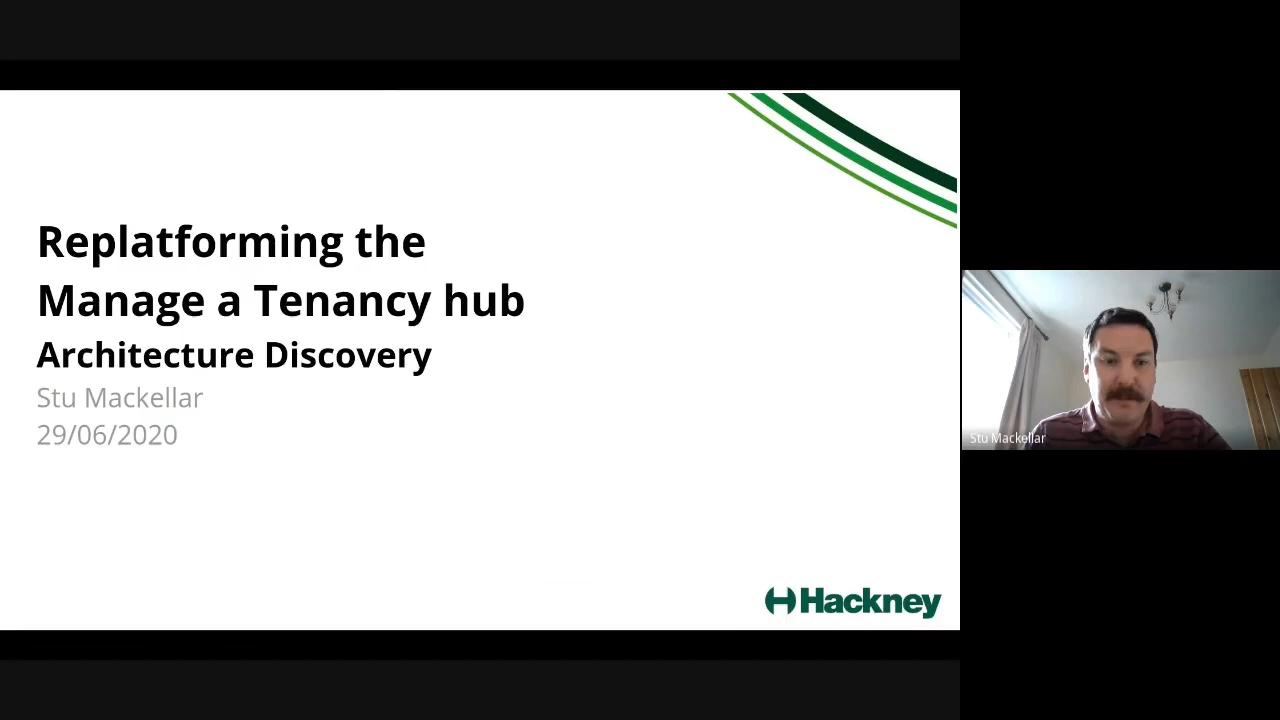 Replatforming the
Manage a Tenancy hub
Architecture Discovery
Stu Mackellar
29/06/2020
Stu Mackellar
Hackney